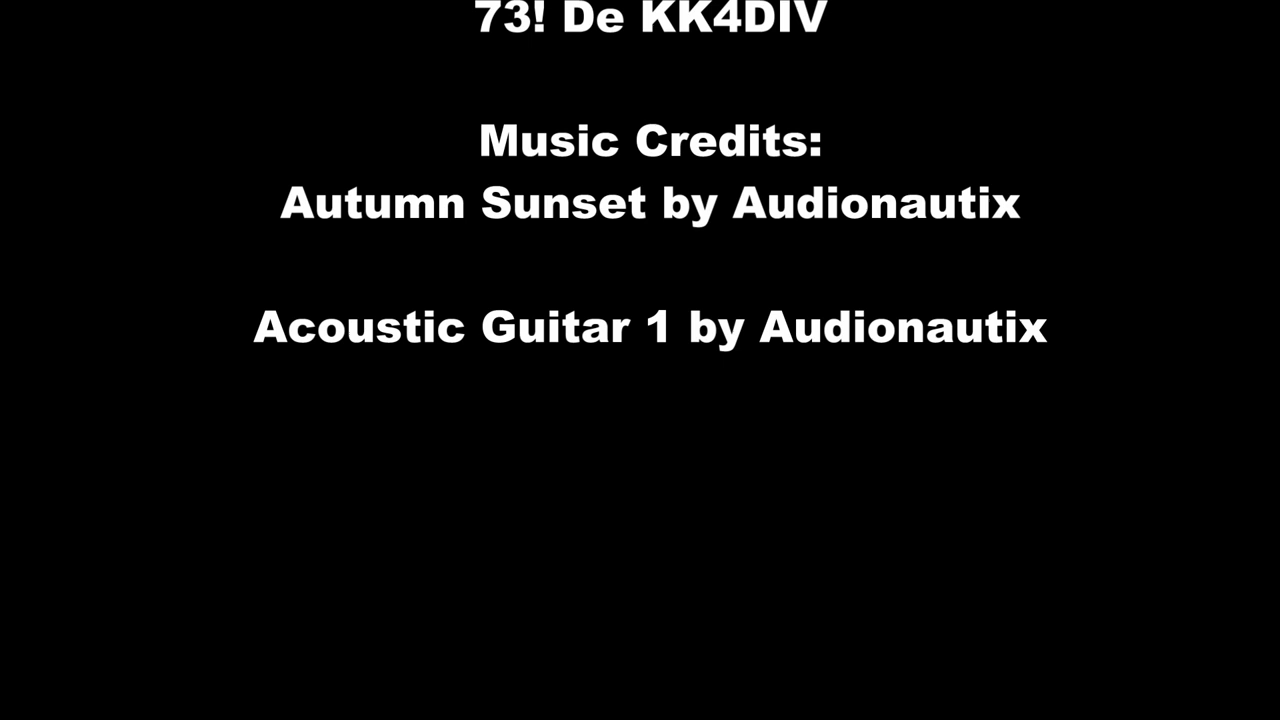 73! De KK4DIV
Music Credits:
Autumn Sunset by Audionautix
Acoustic Guitar 1 by Audionautix